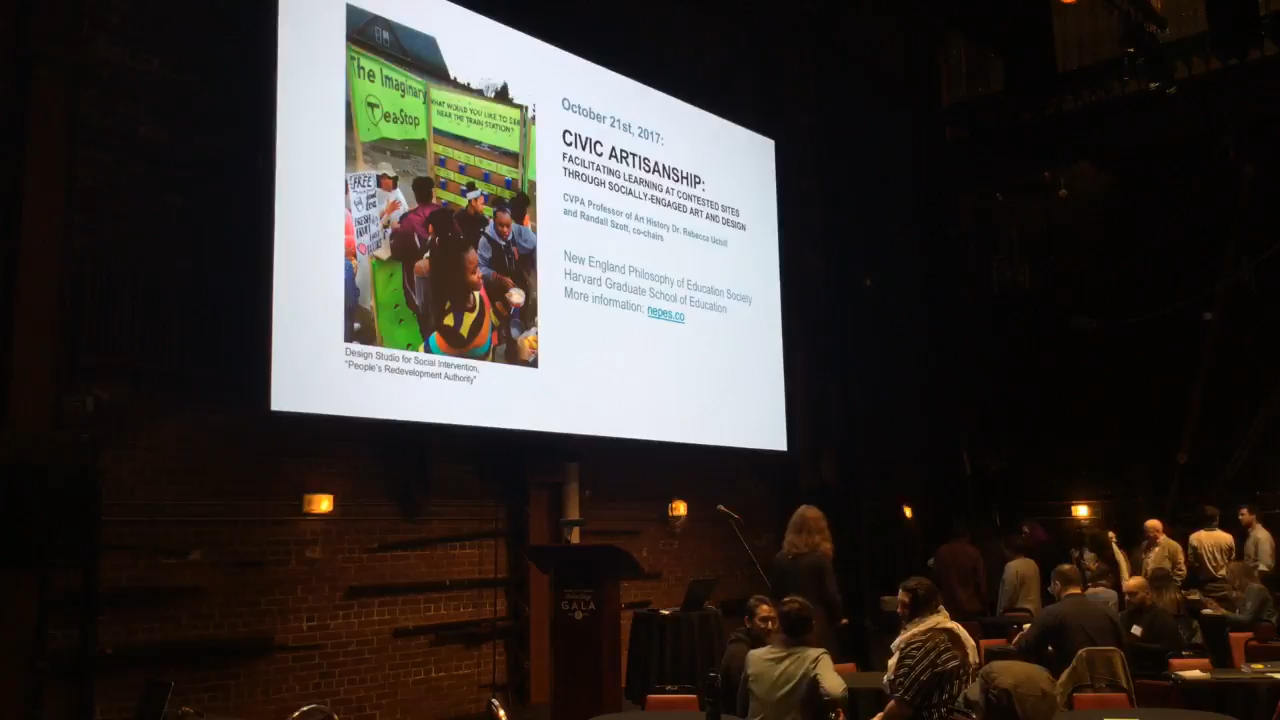 The Imaginary
Tea-Stop
WHAT WOULD YOU LIKE TO SEE
NEAR THE TRAIN STATION?
FREE
Design Studio for Social Intervention,
"People's Redevelopment Authority"
October 21st, 2017:
CIVIC ARTISANSHIP:
FACILITATING LEARNING AT CONTESTED SITES
THROUGH SOCIALLY-ENGAGED ART AND DESIGN
CVPA Professor of Art History Dr. Rebecca Uchill
and Randall Szott, co-chairs
New England Philosophy of Education Society
Harvard Graduate School of Education
More information: nepes.co
GALA